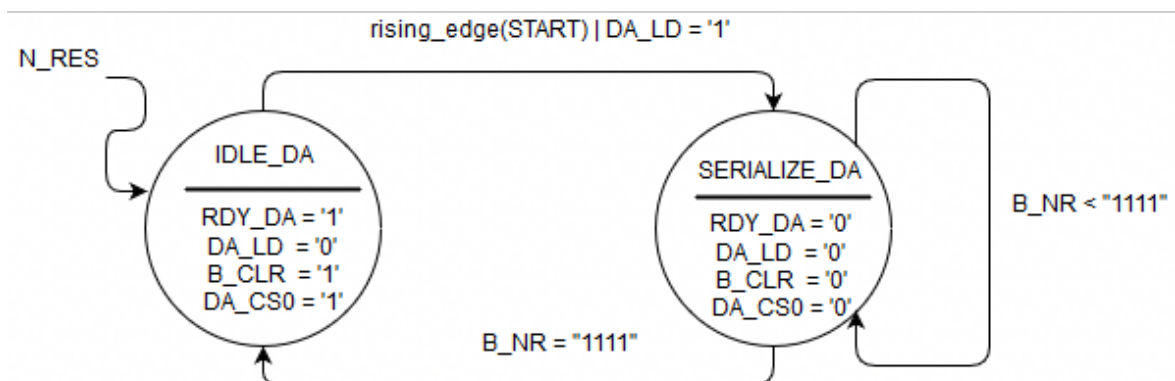 rising_edge(START) | DA_LD = '1'
N_RES
IDLE_DA
RDY_DA = '1'
DA_LD = '0'
B_CLR = '1'
DA_CS0 = '1'
SERIALIZE_DA
RDY_DA = '0'
DA_LD = '0'
B_CLR = '0'
DA_CS0 = '0'
B_NR < "1111"
B_NR = "1111"